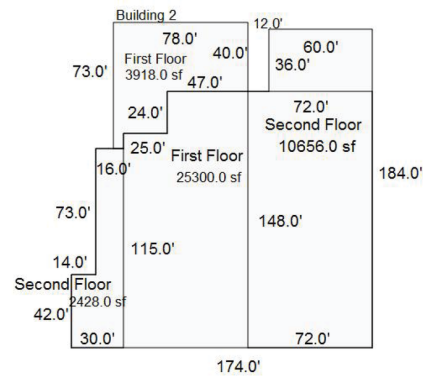 Building 2
12.0'
78.0'
40.0'
60.0'
First Floor
3918.0 sf
73.0'
36.0'
47.0'
24.0'
72.0'
Second Floor
10656.0 sf
25.0'
First Floor
16.0'
25300.0 sf
184.0'
73.0'
148.0'
115.0'
14.0'
Second Floor
2428.0 sf
42.0'
30.0'
72.0'
174.0'